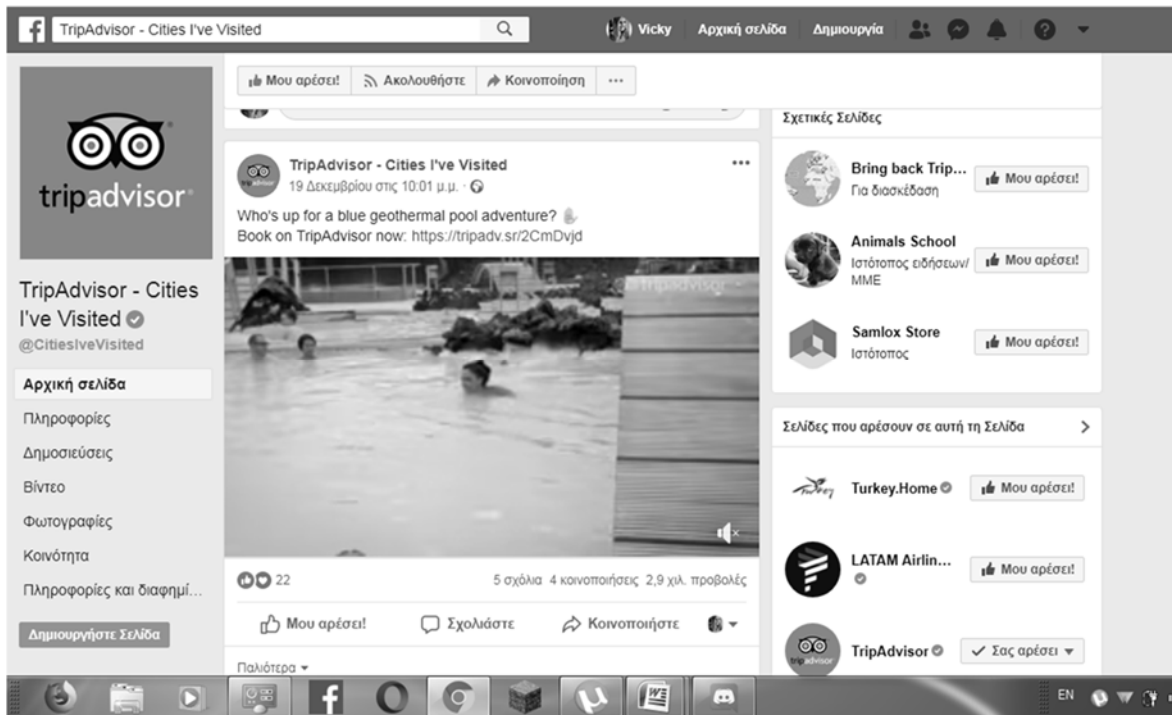 TripAdvisor - Cities I've Visited
Vicky
Αρχική σελίδα
Δημιουργία
tripadvisor
TripAdvisor - Cities
I've Visited
@CitiesIveVisited
Αρχική σελίδα
Πληροφορίες
Δημοσιεύσεις
Βίντεο
Φωτογραφίες
Κοινότητα
Πληροφορίες και διαφημί...
Δημιουργήστε Σελίδα
Μου αρέσει! Ακολουθήστε Κοινοποίηση ...
TripAdvisor - Cities I've Visited
19 Δεκεμβρίου στις 10:01 μ.μ. ·
Who's up for a blue geothermal pool adventure?
Book on TripAdvisor now: https://tripadv.sr/2CmDvjd
tripadvisor
22
5 σχόλια 4 κοινοποιήσεις 2,9 χιλ. προβολές
Μου αρέσει! Σχολιάστε Κοινοποιήστε
Παλιότερα
Σχετικές Σελίδες
Bring back Trip...
Για διασκέδαση
Μου αρέσει!
Animals School
Ιστότοπος ειδήσεων/
ΜΜΕ
Μου αρέσει!
Samlox Store
Ιστότοπος
Μου αρέσει!
Σελίδες που αρέσουν σε αυτή τη Σελίδα
Turkey.Home
Μου αρέσει!
LATAM Airlin...
Μου αρέσει!
TripAdvisor
Σας αρέσει
EN